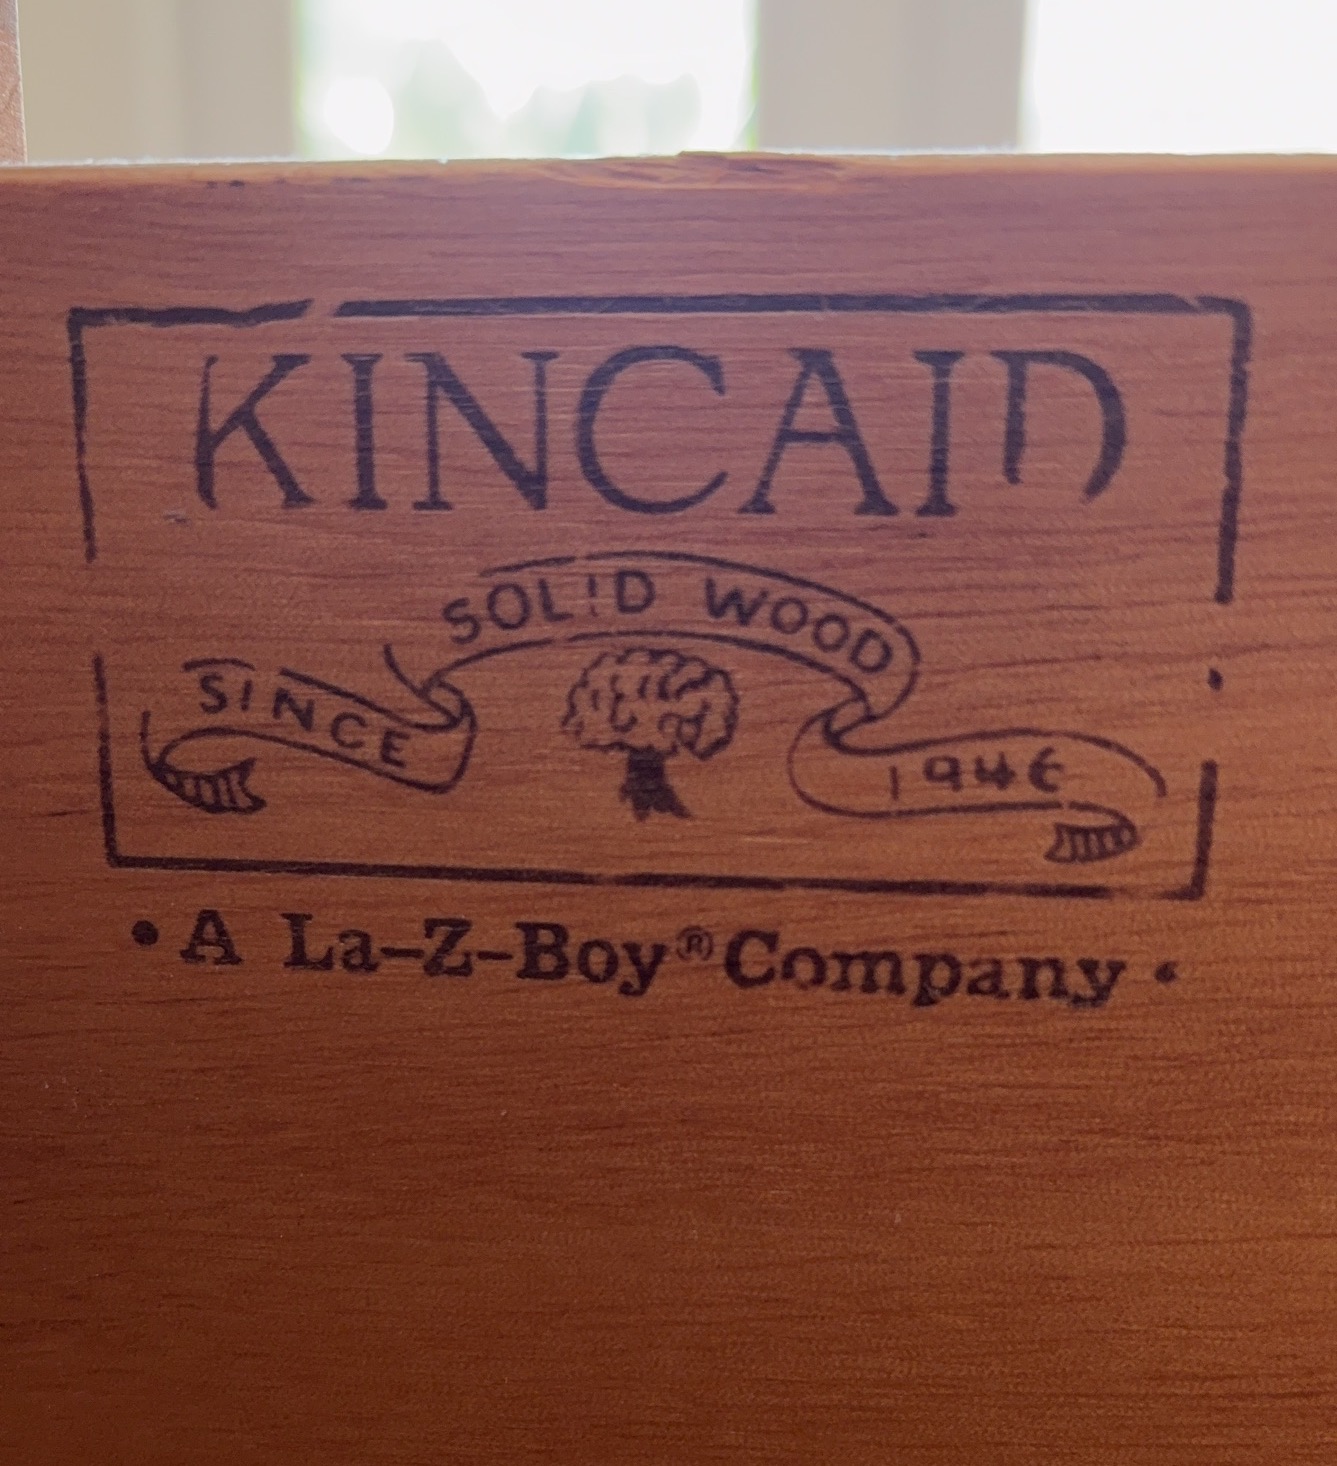 KINCAID
SOLID WOOD
SINCE 1946
• A La-Z-Boy® Company •